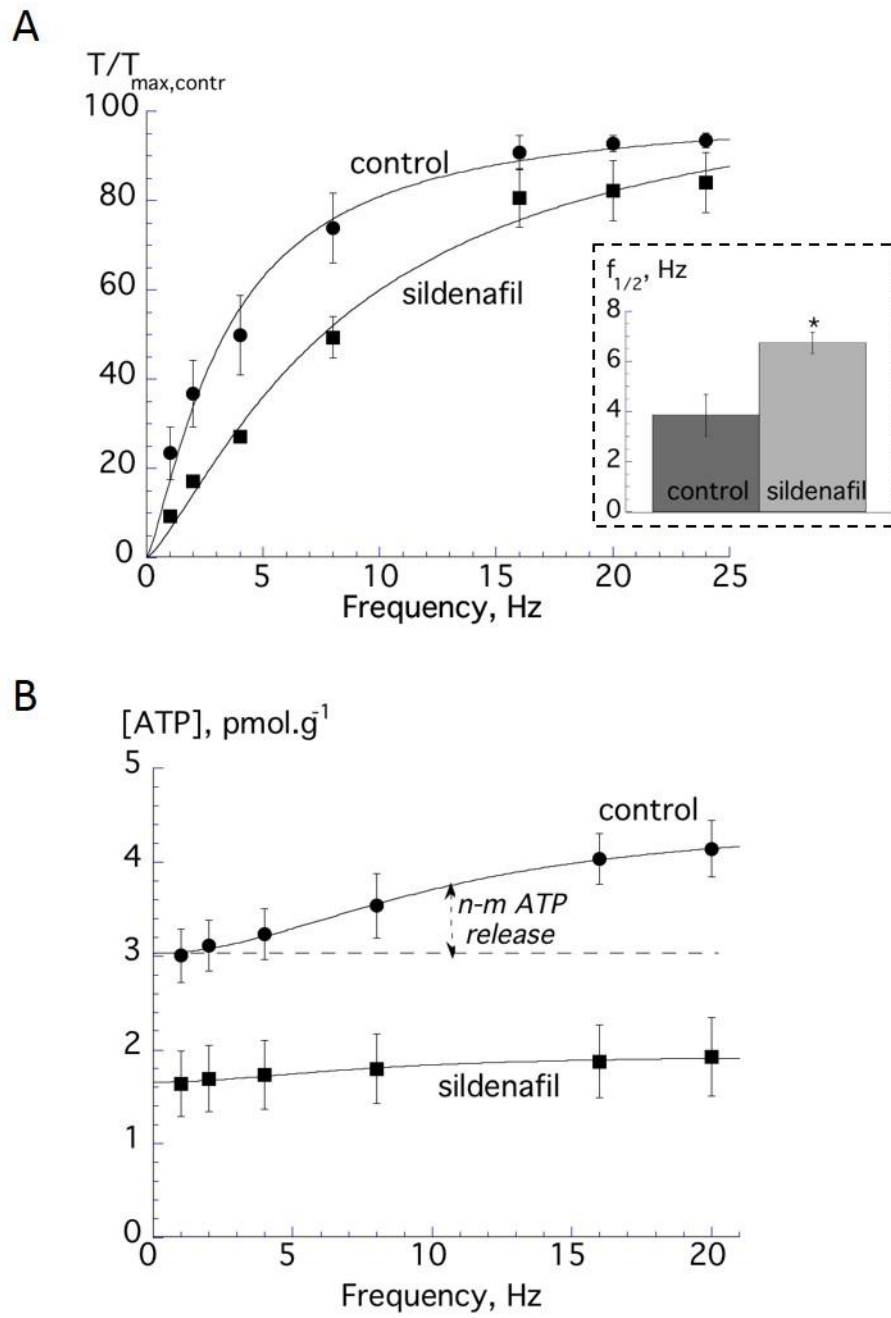 A
T/Tmax,contr
100
80
60
40
20
0
control
sildenafil
0 5 10 15 20 25
Frequency, Hz
f1/2, Hz
8
6
4
2
0
*
control sildenafil
B
[ATP], pmol.g-1
5
4
3
2
1
0
control
n-m ATP
release
sildenafil
0 5 10 15 20
Frequency, Hz